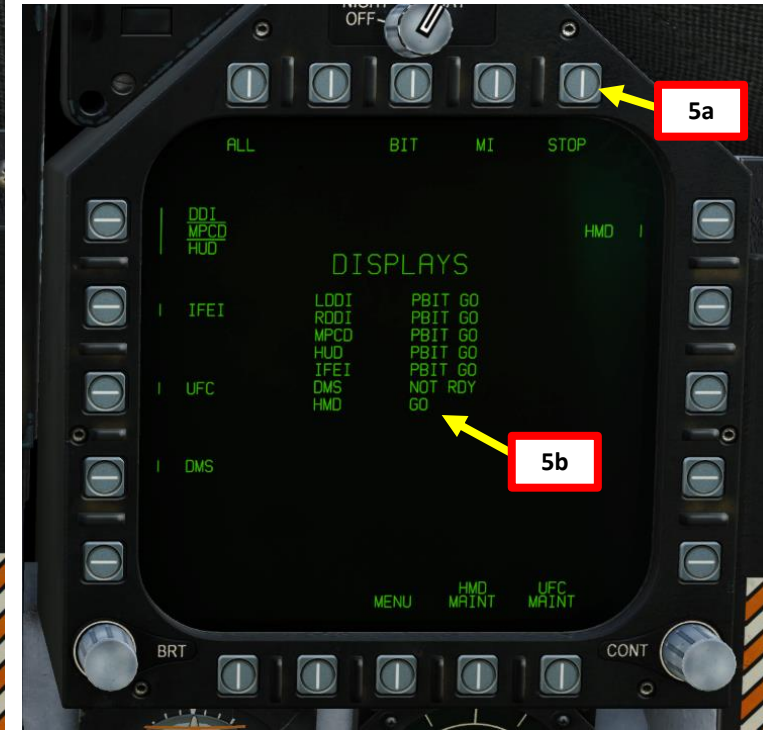 OFF
5a
ALL BIT MI STOP
DDI
MPCD
HUD
HMD
DISPLAYS
LDDI PBIT GO
RDDI PBIT GO
MPCD PBIT GO
HUD PBIT GO
IFEI PBIT GO
DMS NOT RDY
HMD GO
IFEI
UFC
DMS
5b
MENU
HMD
MAINT
UFC
MAINT
BRT
CONT